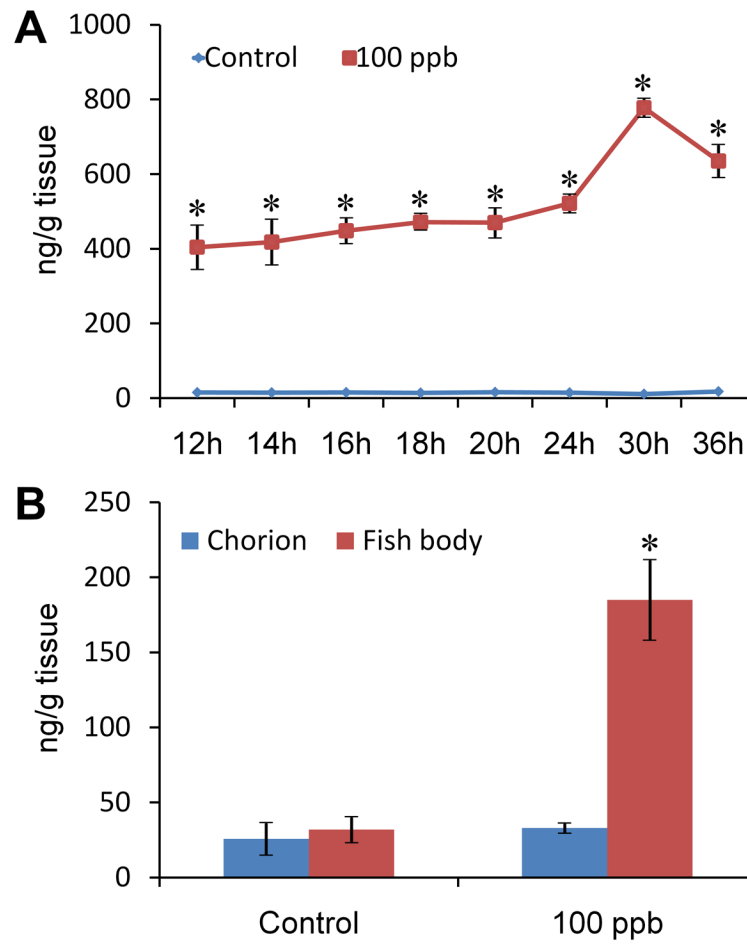 A
1000
Control 100 ppb
* * * * * * * *
800
600
400
200
0
ng/g tissue
12h 14h 16h 18h 20h 24h 30h 36h
B
250
Chorion Fish body
*
200
150
100
50
0
ng/g tissue
Control 100 ppb